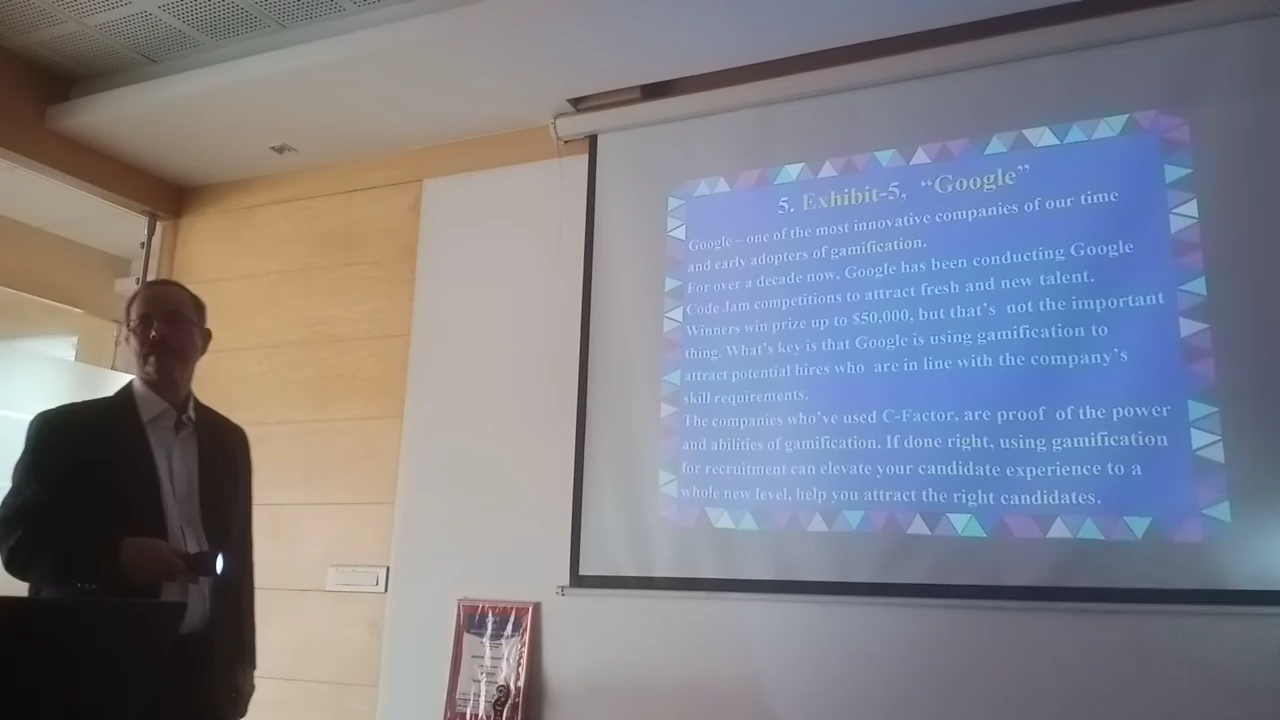 5. Exhibit-5, “Google”
Google – one of the most innovative companies of our time
and early adopters of gamification.
For over a decade now, Google has been conducting Google
Code Jam competitions to attract fresh and new talent.
Winners win prize up to $50,000, but that’s not the important
thing. What’s key is that Google is using gamification to
attract potential hires who are in line with the company’s
skill requirements.
The companies who’ve used C-Factor, are proof of the power
and abilities of gamification. If done right, using gamification
for recruitment can elevate your candidate experience to a
whole new level, help you attract the right candidates.